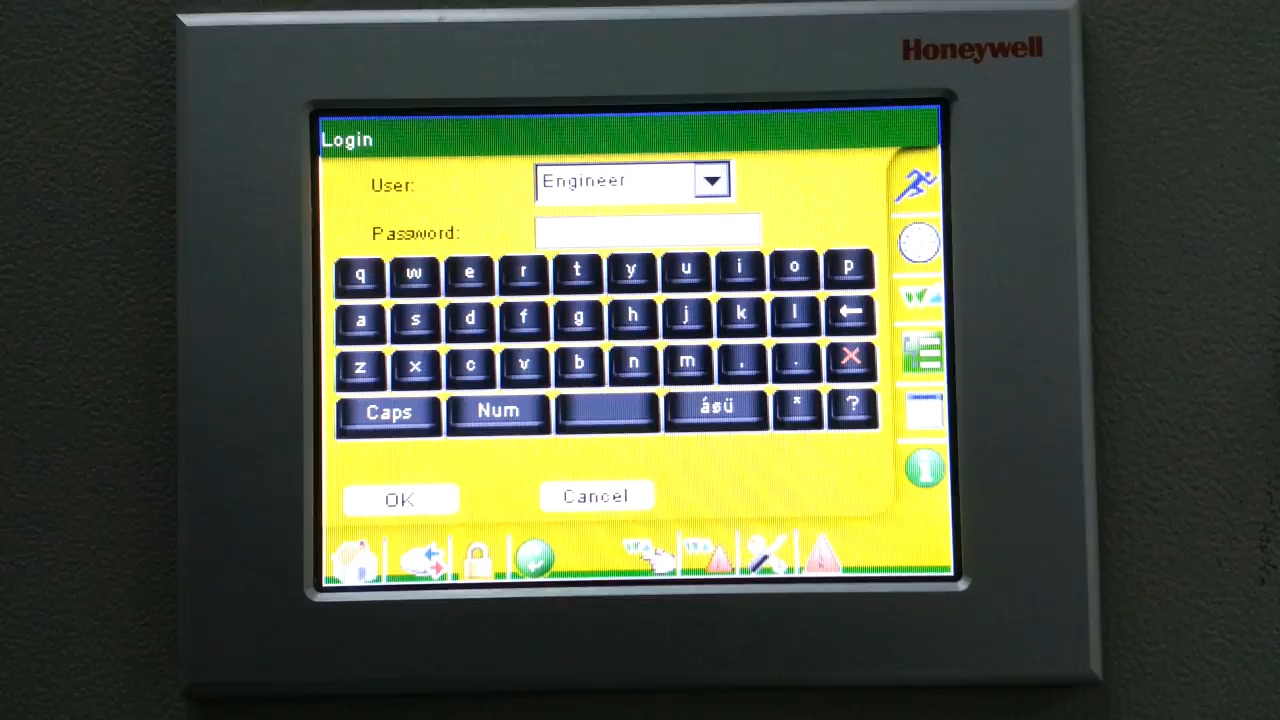 Honeywell
Login
User: Engineer
Password:
q w e r t y u i o p
a s d f g h j k l ←
z x c v b n m , . X
Caps Num ásü * ?
OK Cancel